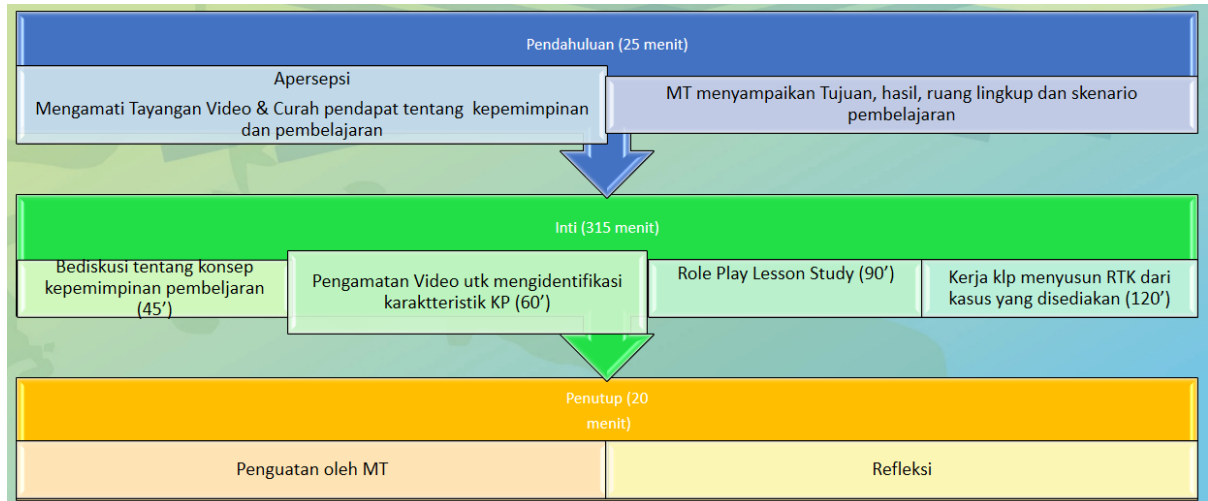 Pendahuluan (25 menit)
Apersepsi
Mengamati Tayangan Video & Curah pendapat tentang kepemimpinan
dan pembelajaran
MT menyampaikan Tujuan, hasil, ruang lingkup dan skenario
pembelajaran
Inti (315 menit)
Bediskusi tentang konsep
kepemimpinan pembeljaran
(45')
Pengamatan Video utk mengidentifikasi
karaktteristik KP (60')
Role Play Lesson Study (90')
Kerja klp menyusun RTK dari
kasus yang disediakan (120')
Penutup (20
menit)
Penguatan oleh MT
Refleksi